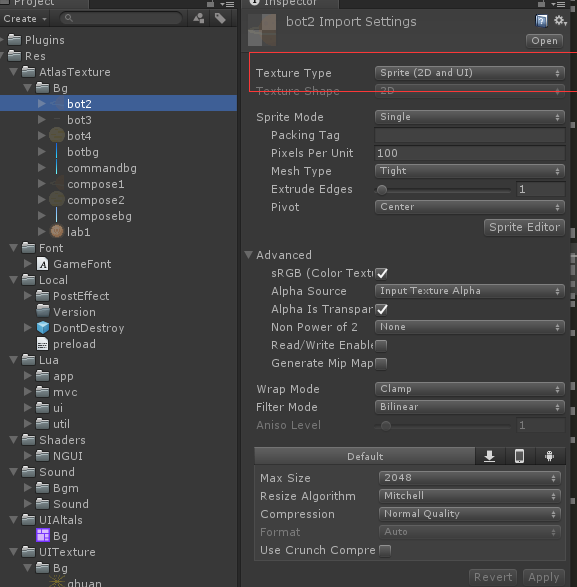 Project
Create
Plugins
Res
AtlasTexture
Bg
bot2
bot3
bot4
botbg
commandbg
compose1
compose2
composebg
lab1
Font
GameFont
Local
PostEffect
Version
DontDestroy
preload
Lua
app
mvc
ui
util
Shaders
NGUI
Sound
Bgm
Sound
UIAltals
Bg
UITexture
Bg
qhuan
Inspector
bot2 Import Settings
Open
Texture Type Sprite (2D and UI)
Texture Shape 2D
Sprite Mode Single
Packing Tag
Pixels Per Unit 100
Mesh Type Tight
Extrude Edges 1
Pivot Center
Sprite Editor
Advanced
sRGB (Color Textu
Alpha Source Input Texture Alpha
Alpha Is Transpar
Non Power of 2 None
Read/Write Enable
Generate Mip Map
Wrap Mode Clamp
Filter Mode Bilinear
Aniso Level 1
Default
Max Size 2048
Resize Algorithm Mitchell
Compression Normal Quality
Format Auto
Use Crunch Compre
Revert Apply